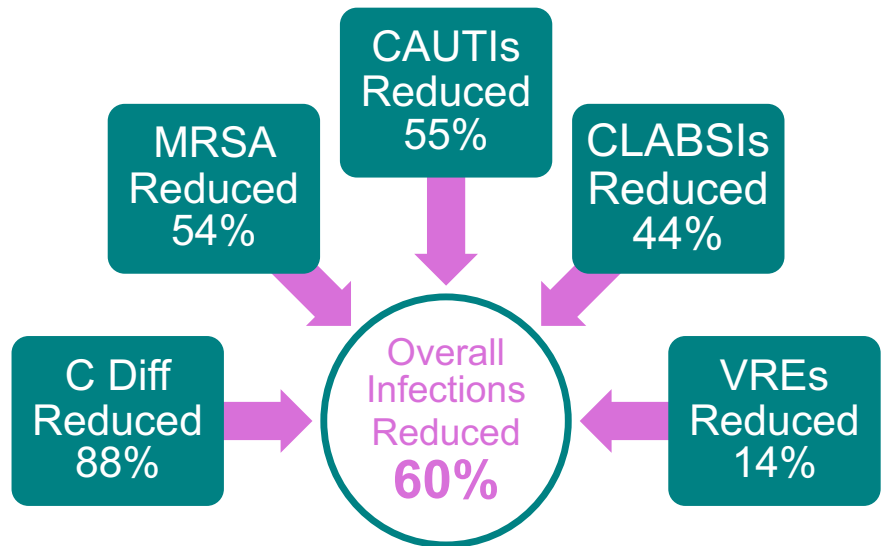 CAUTIs
Reduced
55%
MRSA
Reduced
54%
CLABSIs
Reduced
44%
C Diff
Reduced
88%
Overall
Infections
Reduced
60%
VREs
Reduced
14%